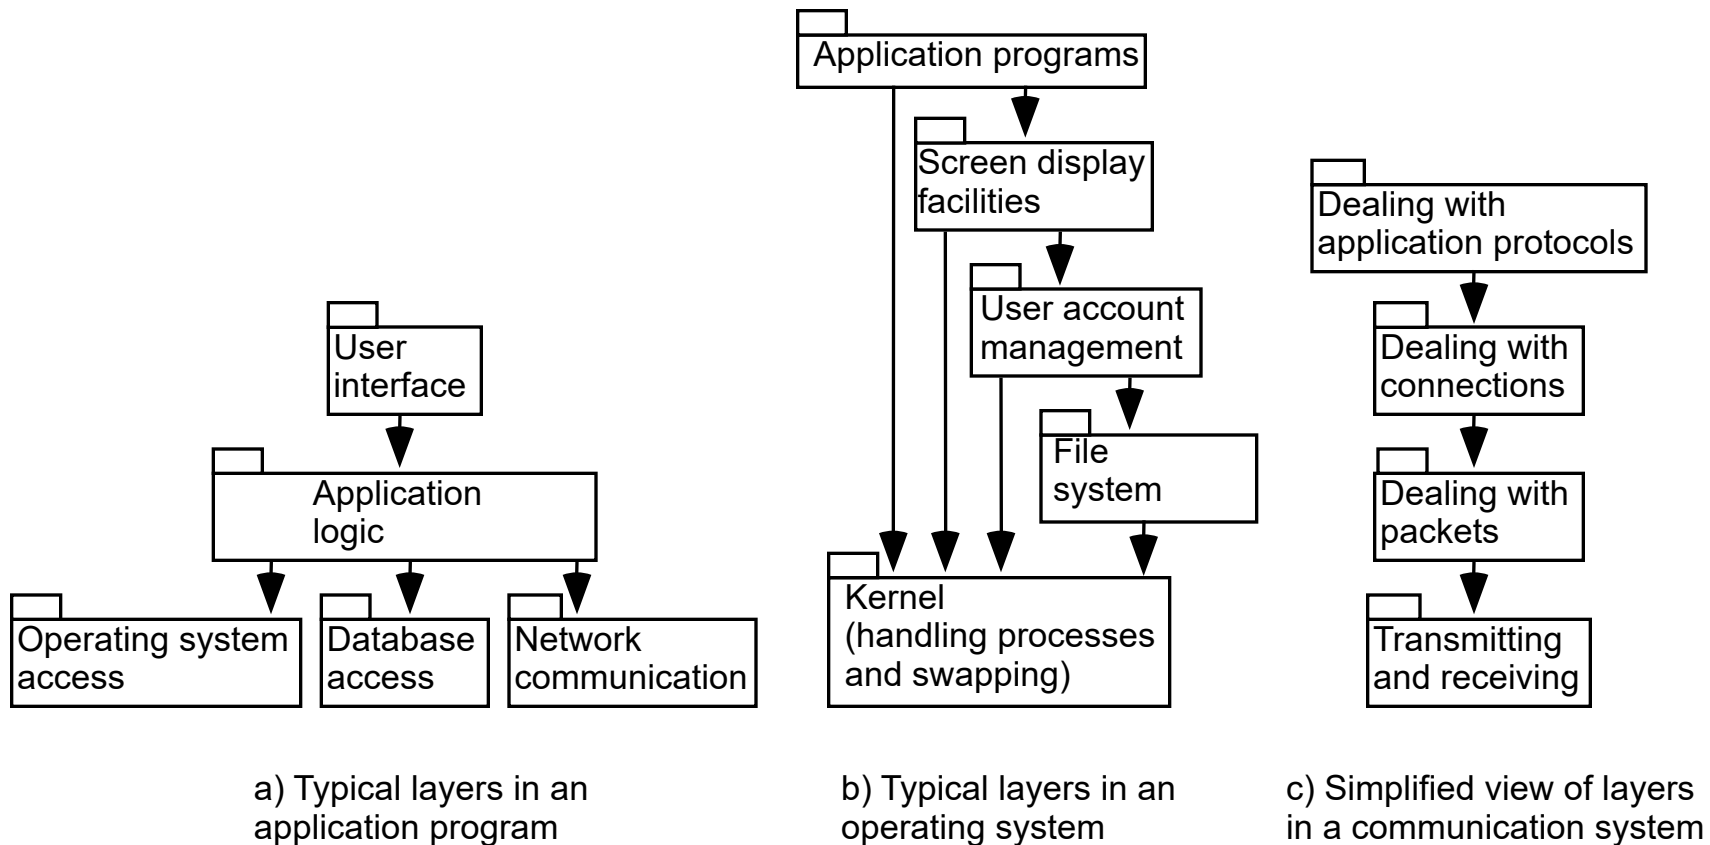 User
interface
Application
logic
Operating system
access
Database
access
Network
communication
a) Typical layers in an
application program
Application programs
Screen display
facilities
User account
management
File
system
Kernel
(handling processes
and swapping)
b) Typical layers in an
operating system
Dealing with
application protocols
Dealing with
connections
Dealing with
packets
Transmitting
and receiving
c) Simplified view of layers
in a communication system